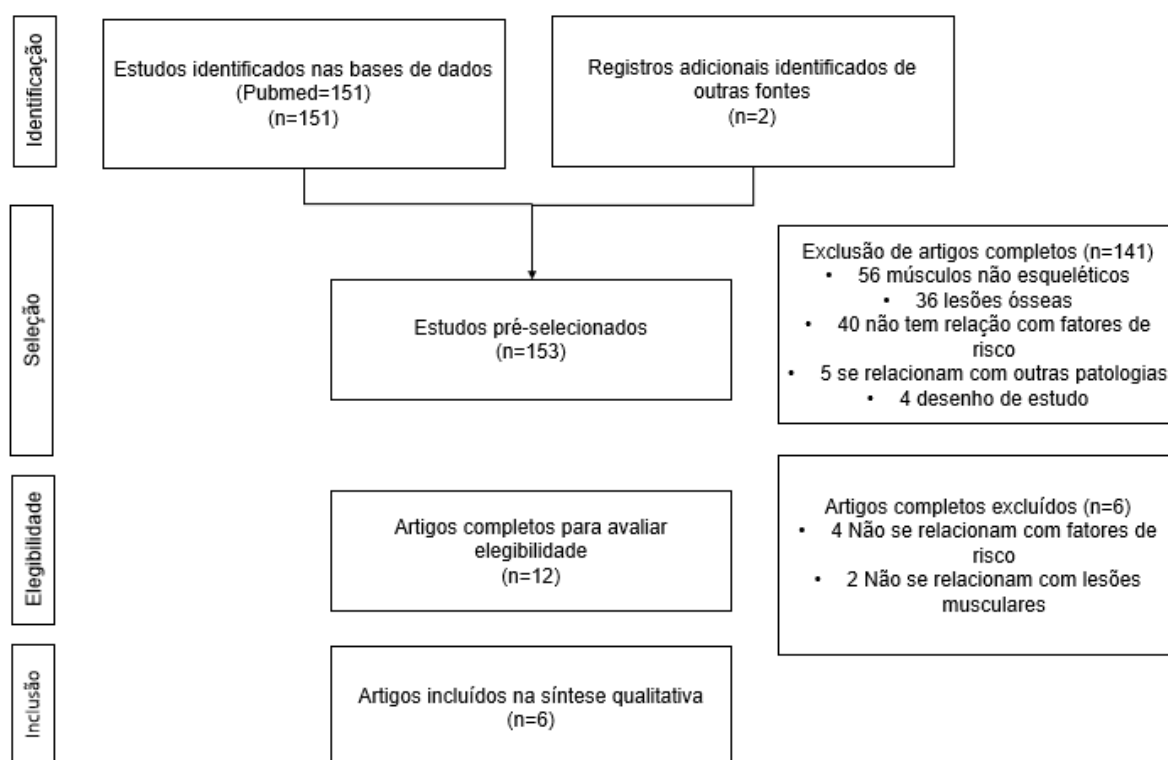 Identificação
Estudos identificados nas bases de dados
(Pubmed=151)
(n=151)
Registros adicionais identificados de
outras fontes
(n=2)
Seleção
Estudos pré-selecionados
(n=153)
Exclusão de artigos completos (n=141)
• 56 músculos não esqueléticos
• 36 lesões ósseas
• 40 não tem relação com fatores de
risco
• 5 se relacionam com outras patologias
• 4 desenho de estudo
Elegibilidade
Artigos completos para avaliar
elegibilidade
(n=12)
Artigos completos excluídos (n=6)
• 4 Não se relacionam com fatores de
risco
• 2 Não se relacionam com lesões
musculares
Inclusão
Artigos incluídos na síntese qualitativa
(n=6)